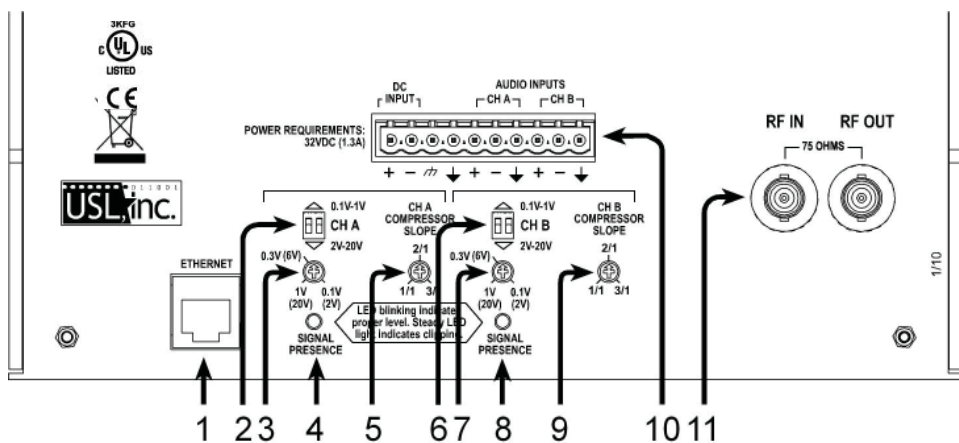 3KFG
C UL US
LISTED
CE
011001
USL, inc.
DC INPUT
AUDIO INPUTS
CH A CH B
POWER REQUIREMENTS:
32VDC (1.3A)
+ − + − + −
RF IN RF OUT
75 OHMS
0.1V-1V
CH A
2V-20V
CH A
COMPRESSOR
SLOPE
2/1
1/1 3/
0.3V (6V)
1V
(20V)
0.1V
(2V)
0.1V-1V
CH B
2V-20V
CH B
COMPRESSOR
SLOPE
2/1
1/1 3/1
0.3V (6V)
1V
(20V)
0.1V
(2V)
ETHERNET
LED blinking indicates
proper level. Steady LED
light indicates clipping.
SIGNAL
PRESENCE
SIGNAL
PRESENCE
1/10
1 2 3 4 5 6 7 8 9 10 11